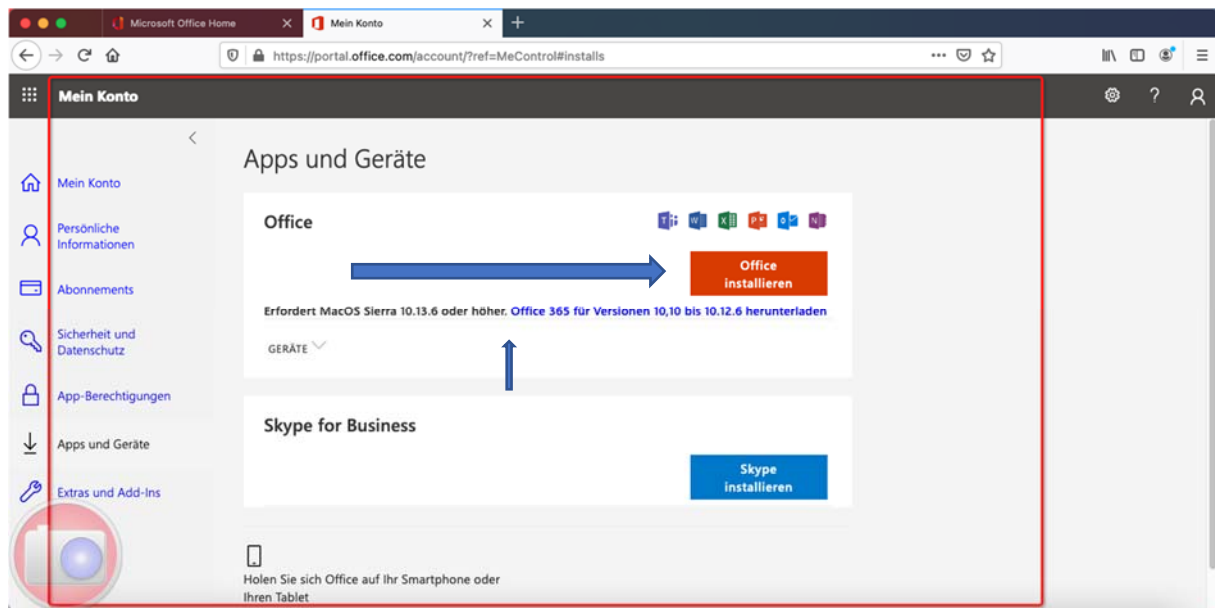 Microsoft Office Home
Mein Konto
https://portal.office.com/account/?ref=MeControl#installs
Mein Konto
?
Mein Konto
Persönliche
Informationen
Abonnements
Sicherheit und
Datenschutz
App-Berechtigungen
Apps und Geräte
Extras und Add-Ins
Apps und Geräte
Office
Office
installieren
Erfordert MacOS Sierra 10.13.6 oder höher. Office 365 für Versionen 10,10 bis 10.12.6 herunterladen
GERÄTE
Skype for Business
Skype
installieren
Holen Sie sich Office auf Ihr Smartphone oder
Ihren Tablet